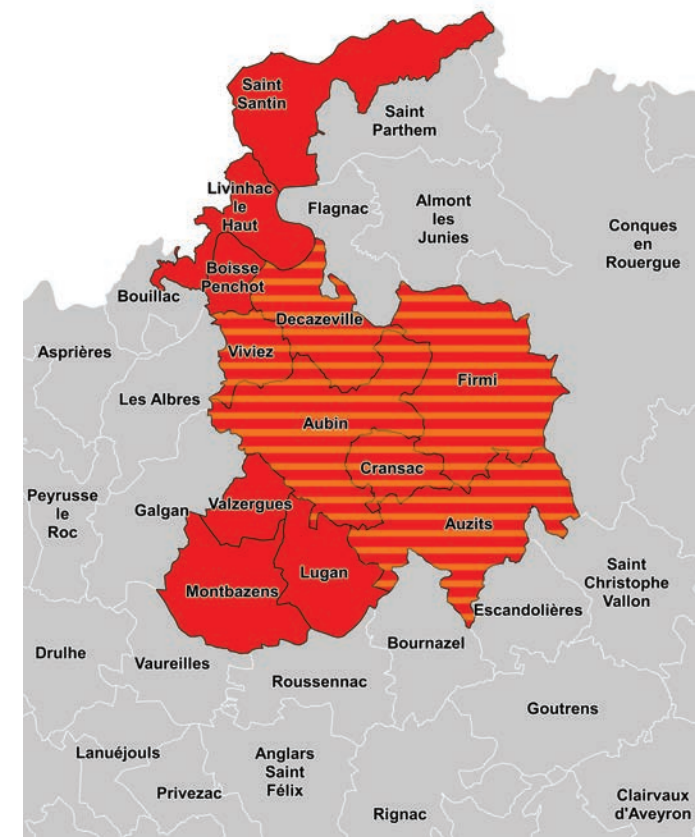 Saint
Santin
Saint
Parthem
Livinhac
le
Haut
Flagnac
Almont
les
Junies
Conques
en
Rouergue
Boisse
Penchot
Bouillac
Decazeville
Asprières
Viviez
Firmi
Les Albres
Aubin
Cransac
Peyrusse
le
Roc
Galgan
Valzergues
Auzits
Lugan
Montbazens
Saint
Christophe
Vallon
Escandolières
Bournazel
Drulhe
Vaureilles
Roussennac
Goutrens
Lanuéjouls
Anglars
Saint
Félix
Privezac
Rignac
Clairvaux
d'Aveyron